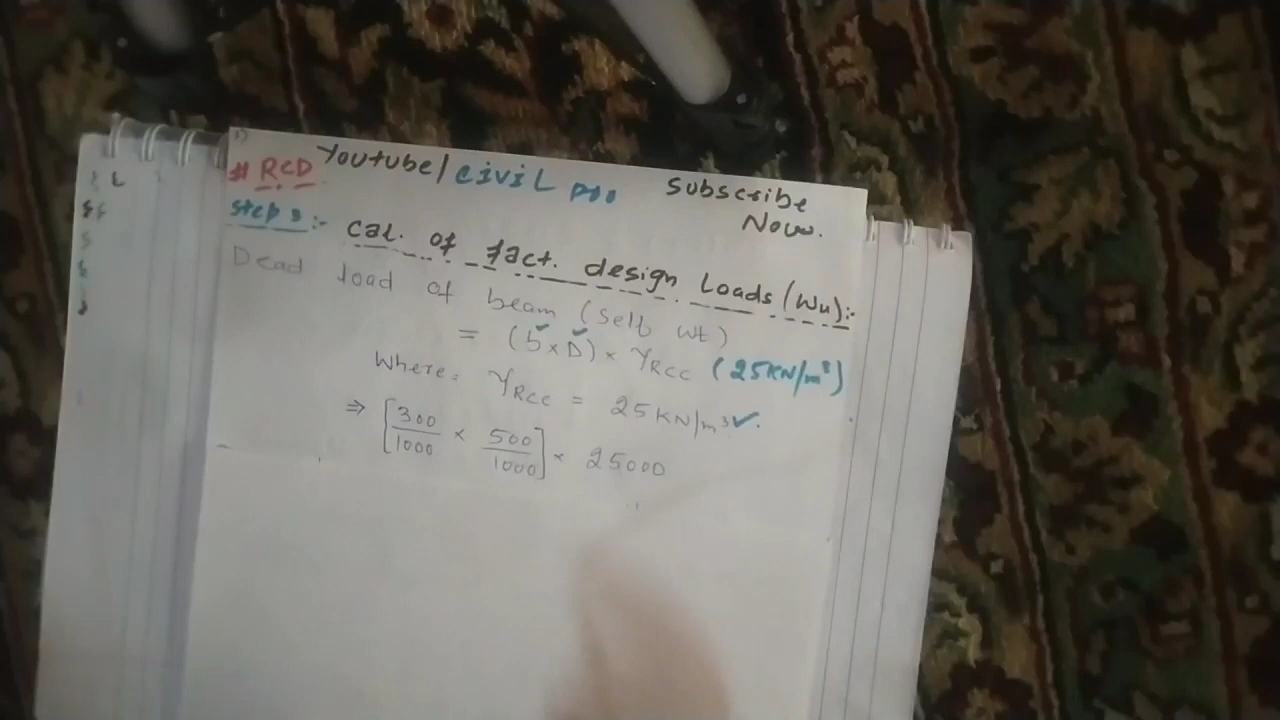 # RCD Youtube/civil pro Subscribe
Now.
Step 3:- Cal. of fact. design Loads (Wu):-
Dead load of beam (Self wt)
= (b × D) × γRCC (25KN/m³)
Where, γRCC = 25KN/m³ ✓.
⇒ [300/1000 × 500/1000] × 25000